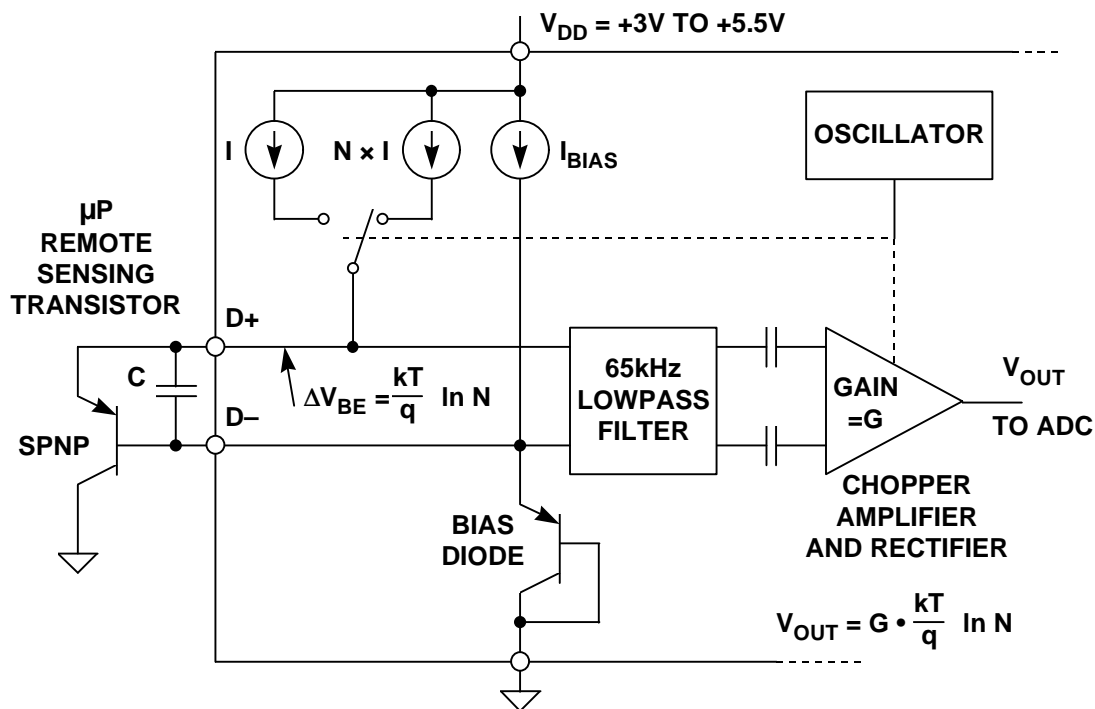 V_DD = +3V TO +5.5V
OSCILLATOR
I
N × I
I_BIAS
µP
REMOTE
SENSING
TRANSISTOR
D+
C
ΔV_BE = kT/q ln N
D–
SPNP
65kHz
LOWPASS
FILTER
GAIN
=G
V_OUT
TO ADC
CHOPPER
AMPLIFIER
AND RECTIFIER
BIAS
DIODE
V_OUT = G • kT/q ln N